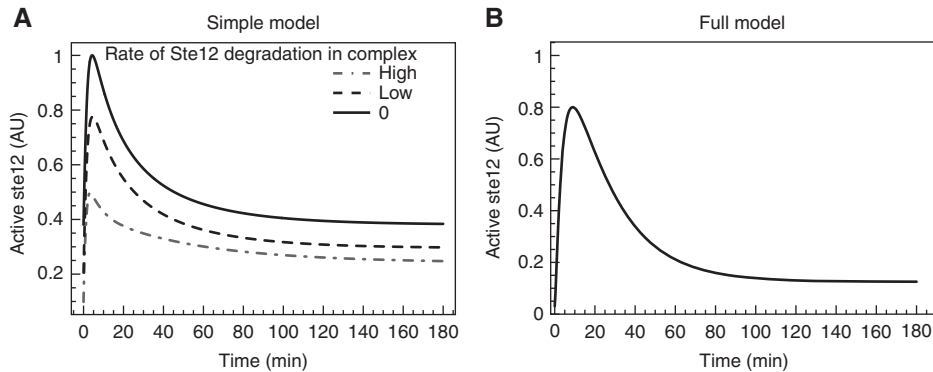 A
Simple model
Rate of Ste12 degradation in complex
High
Low
0
1
0.8
0.6
0.4
0.2
Active ste12 (AU)
0 20 40 60 80 100 120 140 160 180
Time (min)
B
Full model
1
0.8
0.6
0.4
0.2
0
Active ste12 (AU)
0 20 40 60 80 100 120 140 160 180
Time (min)